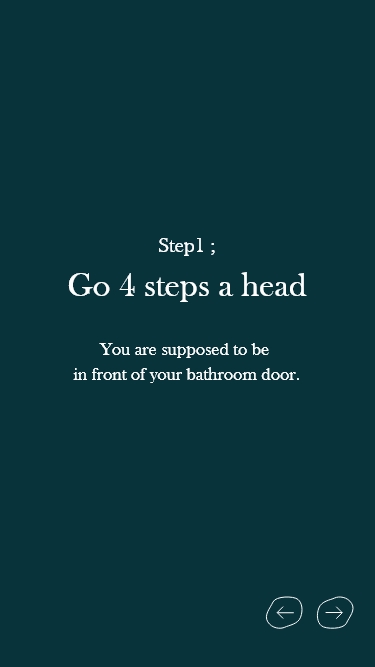 Step1 ;
Go 4 steps a head
You are supposed to be
in front of your bathroom door.